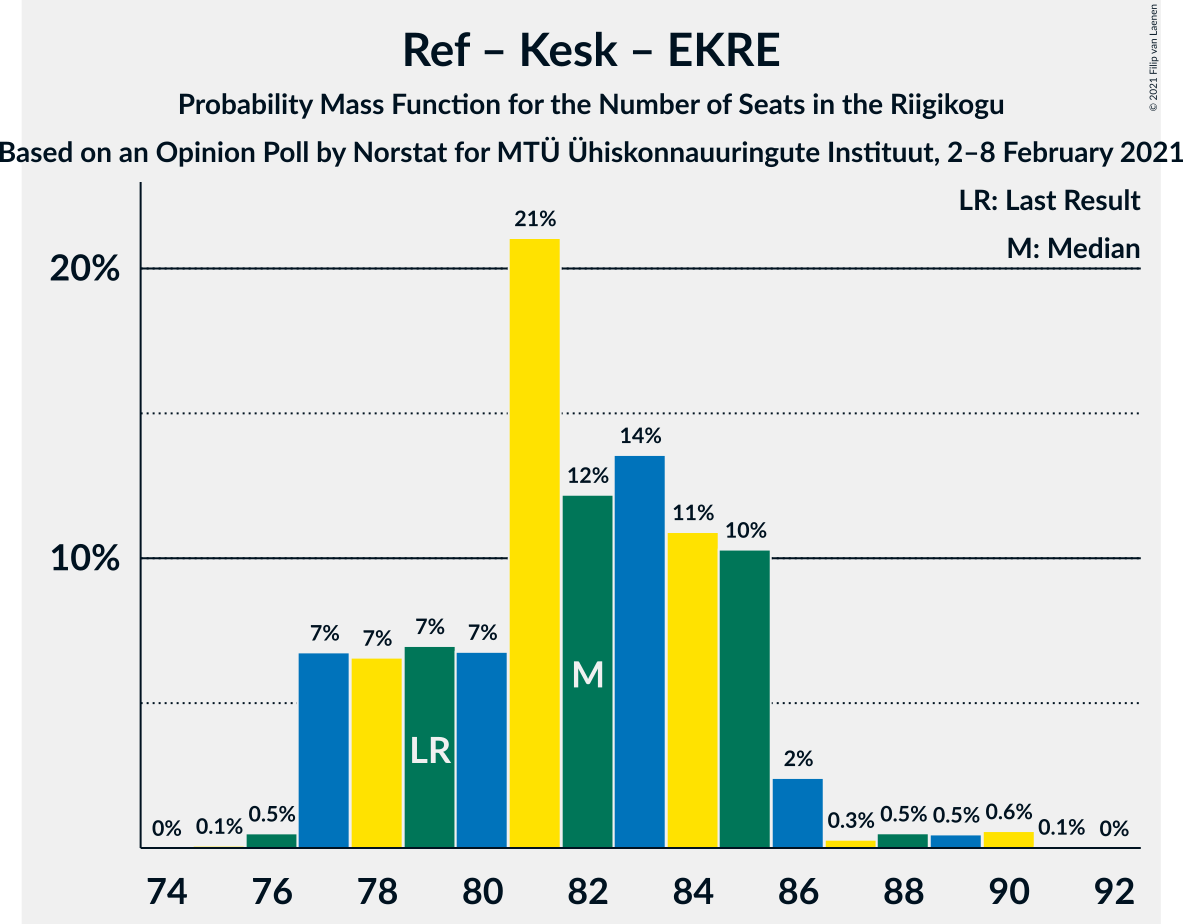 Ref – Kesk – EKRE
Probability Mass Function for the Number of Seats in the Riigikogu
Based on an Opinion Poll by Norstat for MTÜ Ühiskonnauuringute Instituut, 2–8 February 2021
© 2021 Filip van Laenen
LR: Last Result
M: Median
20%
10%
0% 0.1% 0.5% 7% 7% 7% 7% 21% 12% 14% 11% 10% 2% 0.3% 0.5% 0.5% 0.6% 0.1% 0%
LR M
74 76 78 80 82 84 86 88 90 92